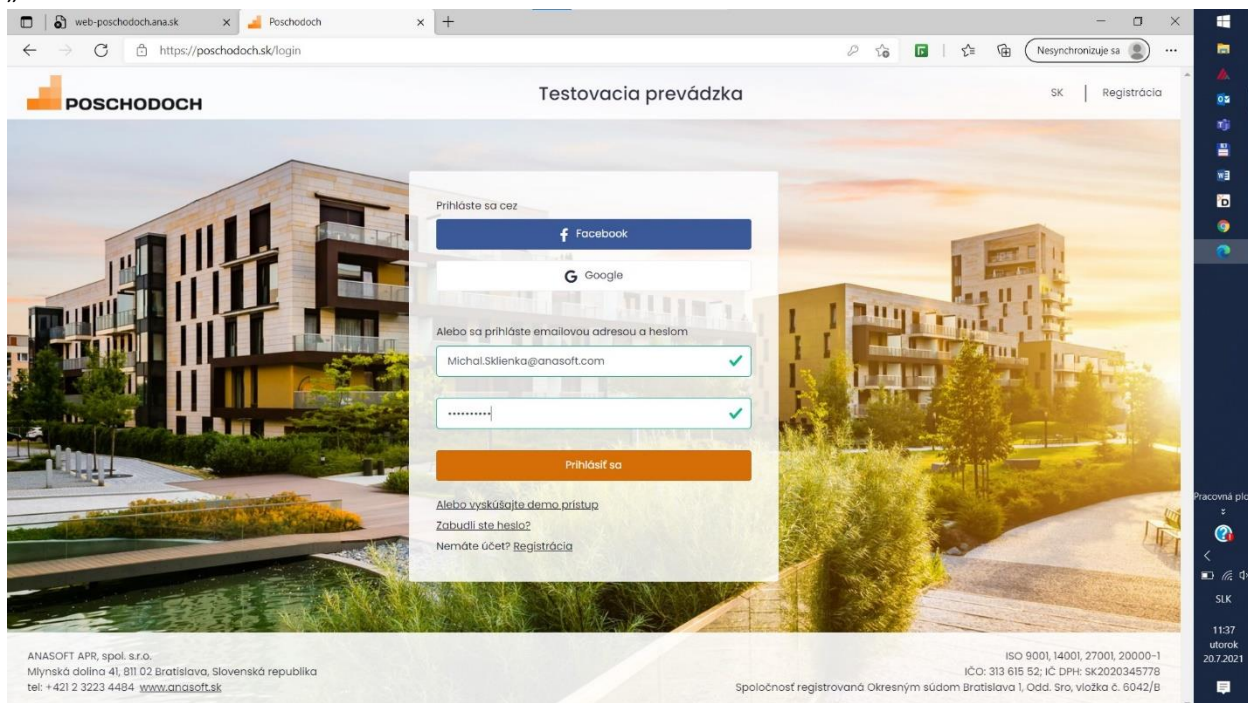 „
web-poschodoch.ana.sk
Poschodoch
https://poschodoch.sk/login
Nesynchronizuje sa
POSCHODOCH
Testovacia prevádzka
SK
Registrácia
Prihláste sa cez
Facebook
Google
Alebo sa prihláste emailovou adresou a heslom
Michal.Sklienka@anasoft.com
••••••••••
Prihlásiť sa
Alebo vyskúšajte demo prístup
Zabudli ste heslo?
Nemáte účet? Registrácia
ANASOFT APR, spol. s.r.o.
Mlynská dolina 41, 811 02 Bratislava, Slovenská republika
tel: +421 2 3223 4484 www.anasoft.sk
ISO 9001, 14001, 27001, 20000-1
IČO: 313 615 52; IČ DPH: SK2020345778
Spoločnosť registrovaná Okresným súdom Bratislava 1, Odd. Sro, vložka č. 6042/B
Pracovná plo
SLK
11:37
utorok
20.7.2021